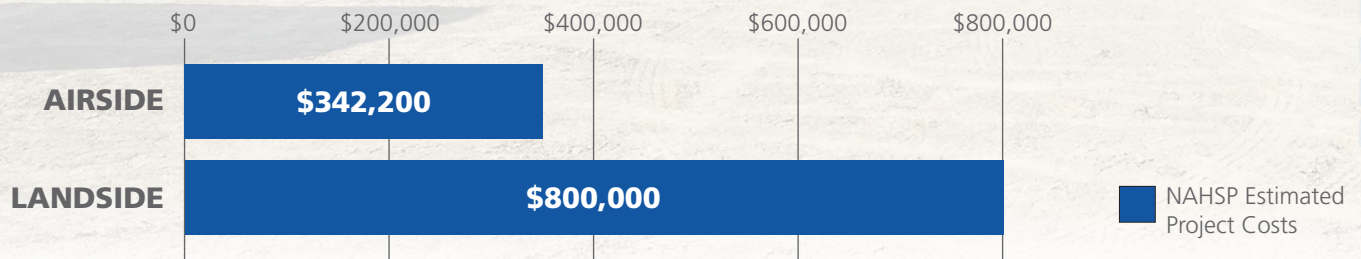 $0 $200,000 $400,000 $600,000 $800,000
AIRSIDE $342,200
LANDSIDE $800,000
NAHSP Estimated
Project Costs